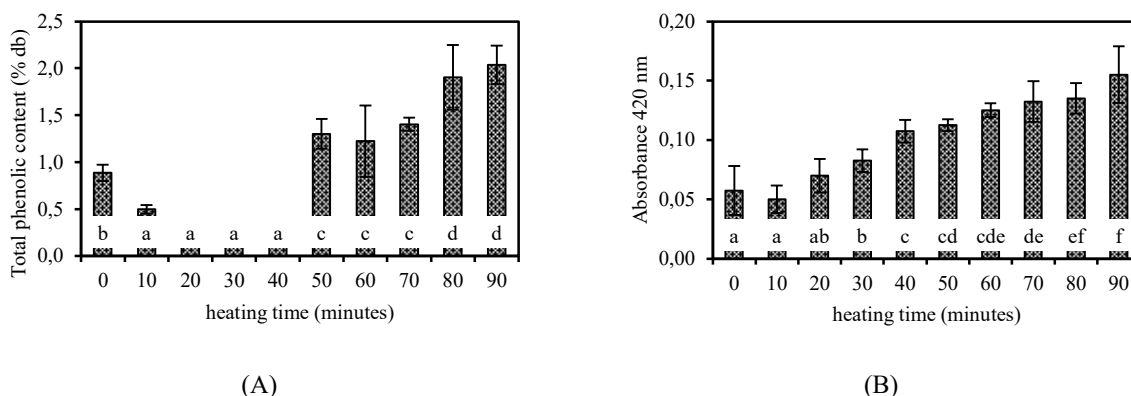 Total phenolic content (% db)
2,5
2,0
1,5
1,0
0,5
0,0
b a a a a c c c d d
0 10 20 30 40 50 60 70 80 90
heating time (minutes)
(A)
Absorbance 420 nm
0,20
0,15
0,10
0,05
0,00
a a ab b c cd cde de ef f
0 10 20 30 40 50 60 70 80 90
heating time (minutes)
(B)